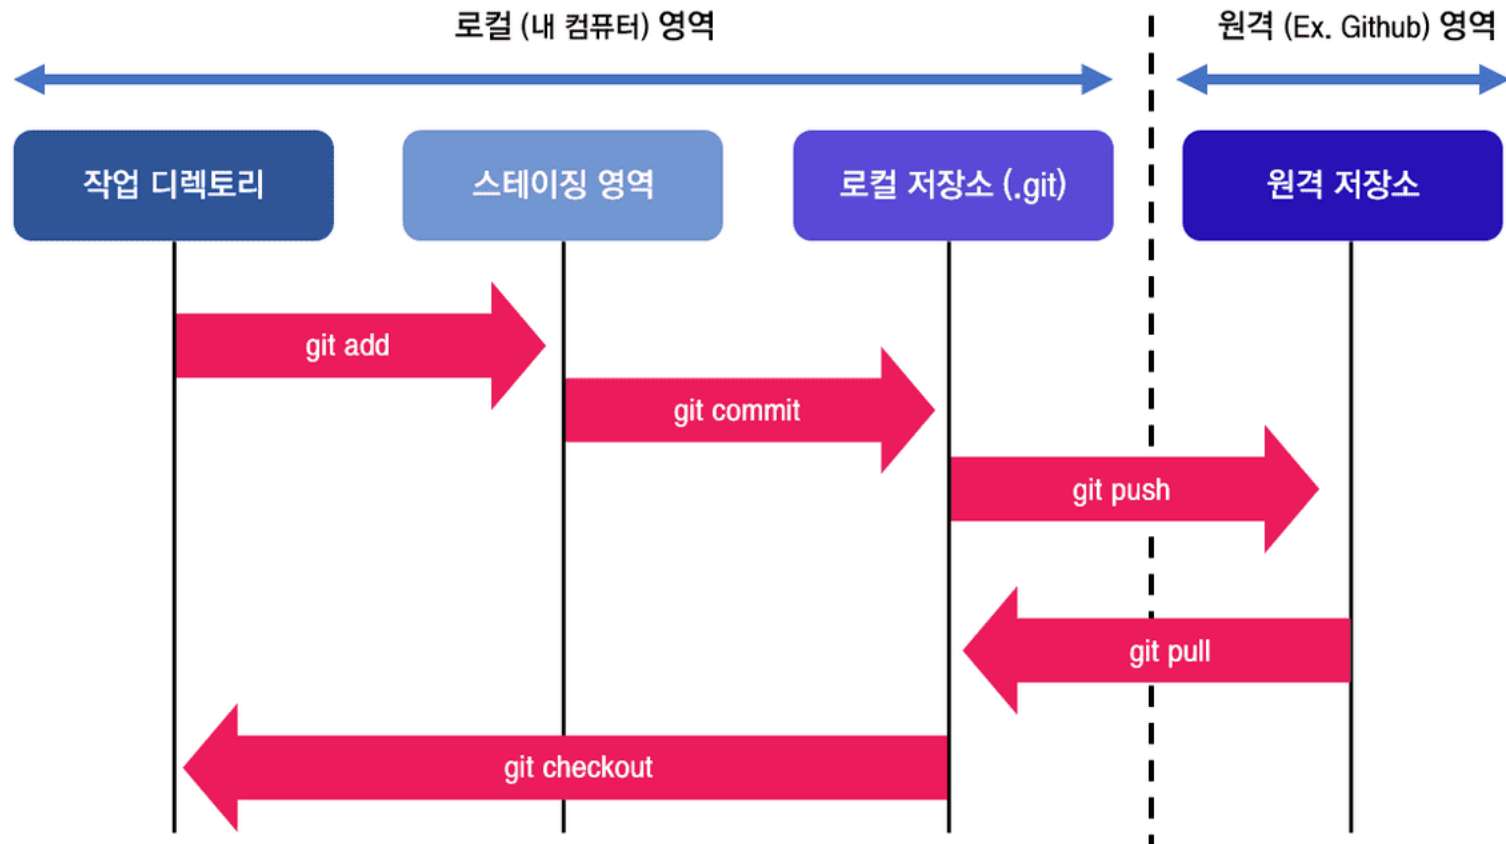 로컬 (내 컴퓨터) 영역
원격 (Ex. Github) 영역
작업 디렉토리
스테이징 영역
로컬 저장소 (.git)
원격 저장소
git add
git commit
git push
git pull
git checkout